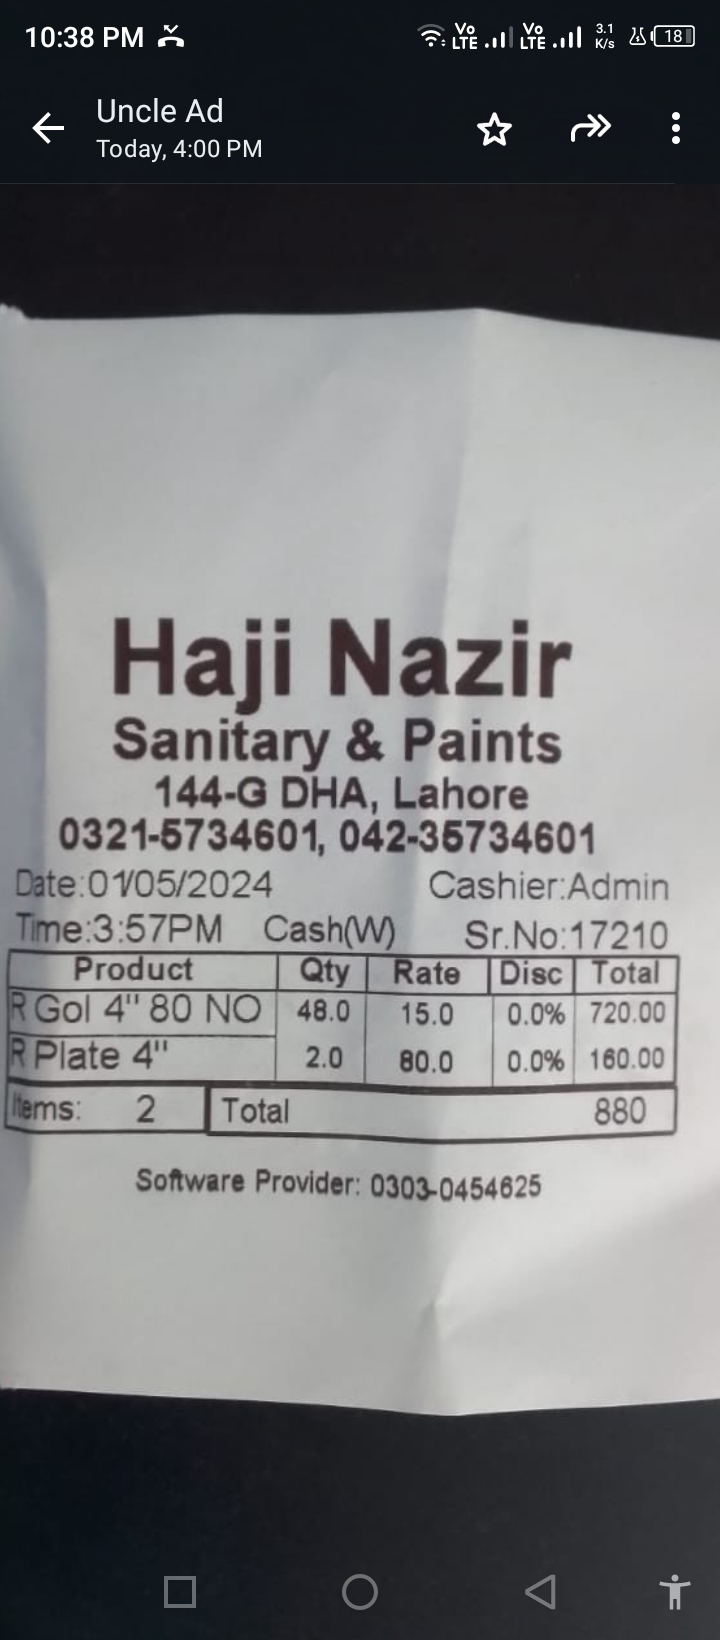 10:38 PM
Vo LTE Vo LTE 3.1 K/s 18
Uncle Ad
Today, 4:00 PM
Haji Nazir
Sanitary & Paints
144-G DHA, Lahore
0321-5734601, 042-35734601
Date:01/05/2024 Cashier:Admin
Time:3:57PM Cash(W) Sr.No:17210
Product Qty Rate Disc Total
R Gol 4" 80 NO 48.0 15.0 0.0% 720.00
R Plate 4" 2.0 80.0 0.0% 160.00
Items: 2 Total 880
Software Provider: 0303-0454625